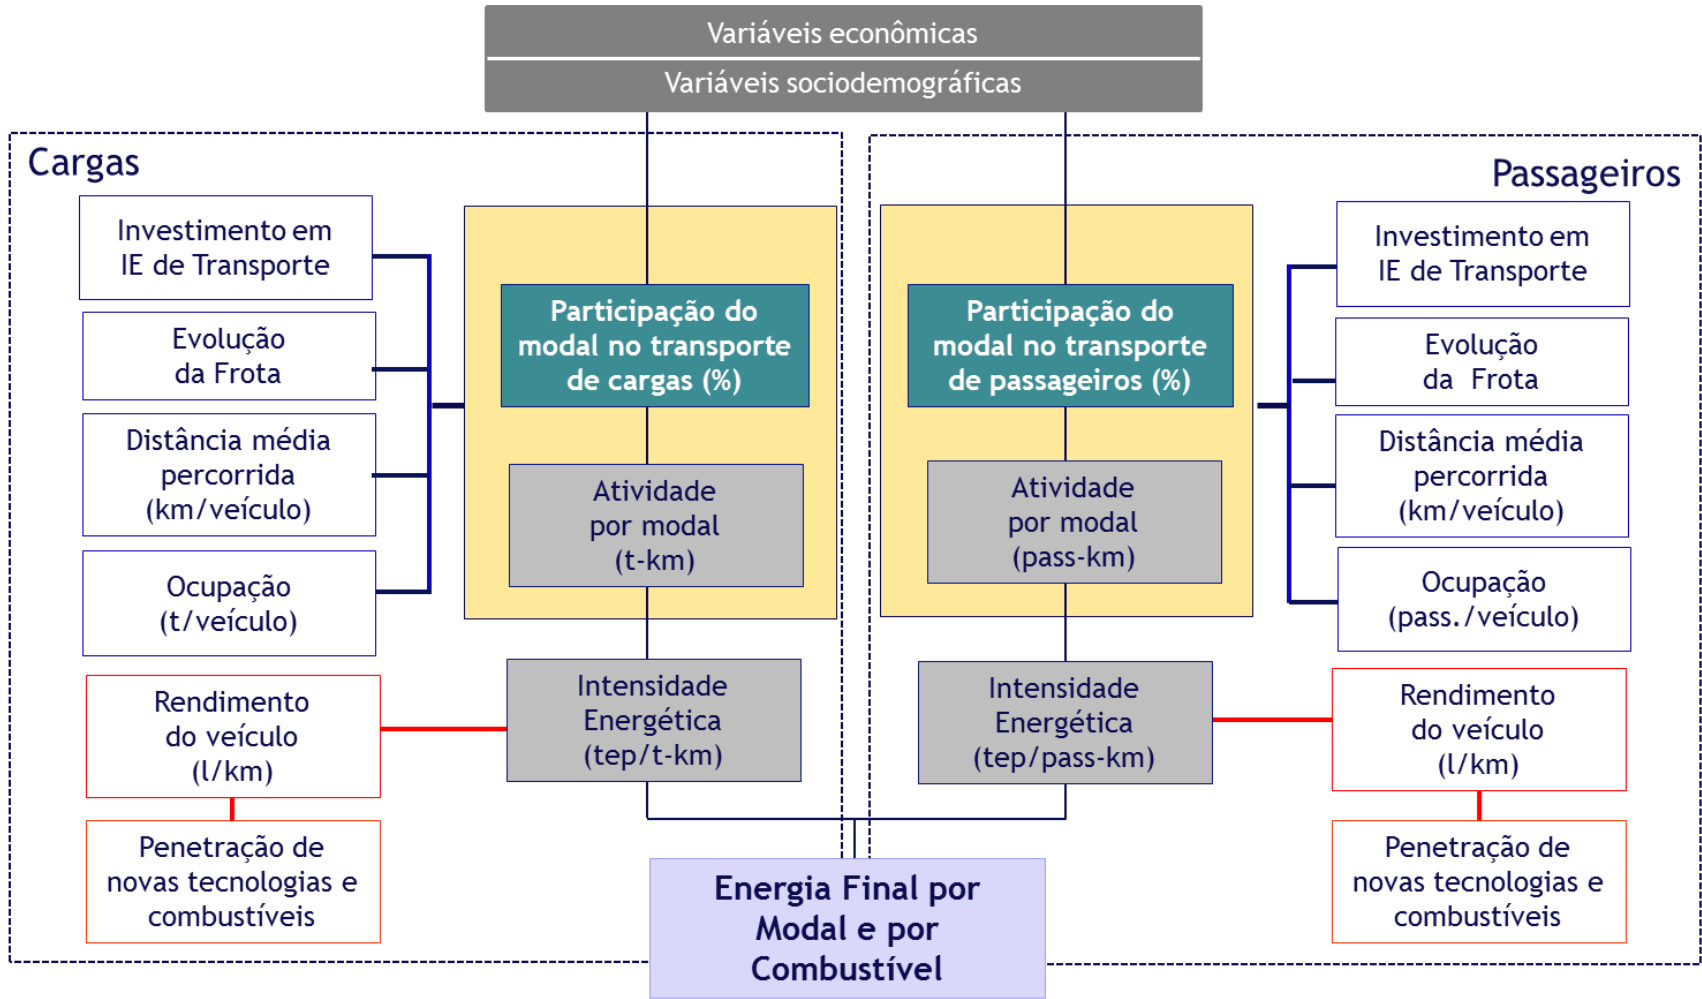 Variáveis econômicas
Variáveis sociodemográficas
Cargas
Investimento em
IE de Transporte
Evolução
da Frota
Distância média
percorrida
(km/veículo)
Ocupação
(t/veículo)
Rendimento
do veículo
(l/km)
Penetração de
novas tecnologias e
combustíveis
Participação do
modal no transporte
de cargas (%)
Atividade
por modal
(t-km)
Intensidade
Energética
(tep/t-km)
Passageiros
Participação do
modal no transporte
de passageiros (%)
Atividade
por modal
(pass-km)
Intensidade
Energética
(tep/pass-km)
Investimento em
IE de Transporte
Evolução
da Frota
Distância média
percorrida
(km/veículo)
Ocupação
(pass./veículo)
Rendimento
do veículo
(l/km)
Penetração de
novas tecnologias e
combustíveis
Energia Final por
Modal e por
Combustível